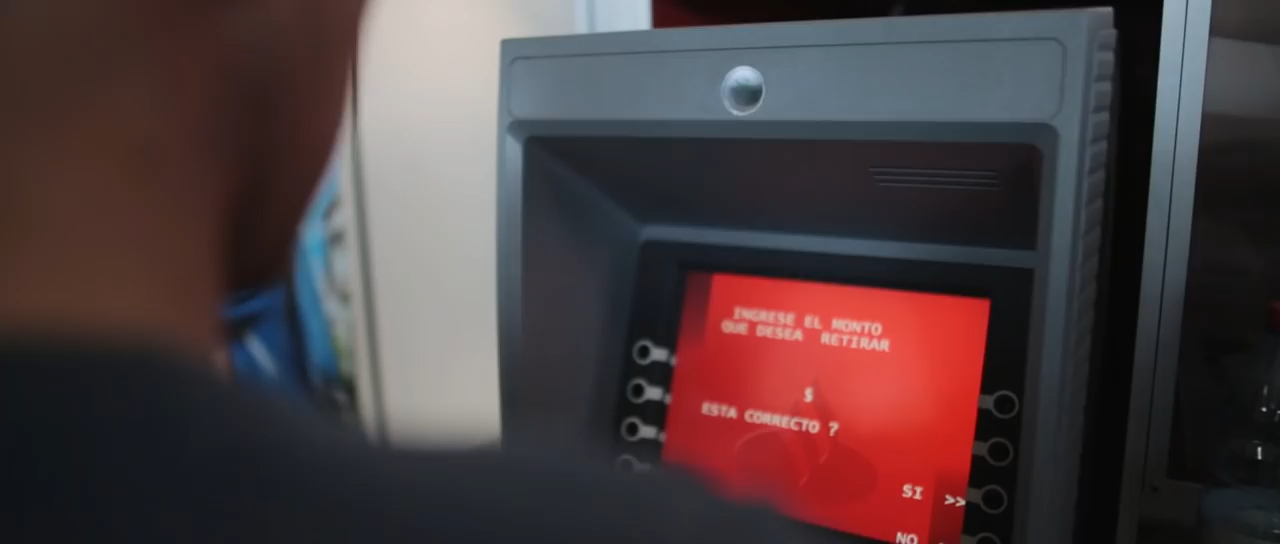 INGRESE EL MONTO
QUE DESEA RETIRAR
$
ESTA CORRECTO ?
SI >>
NO